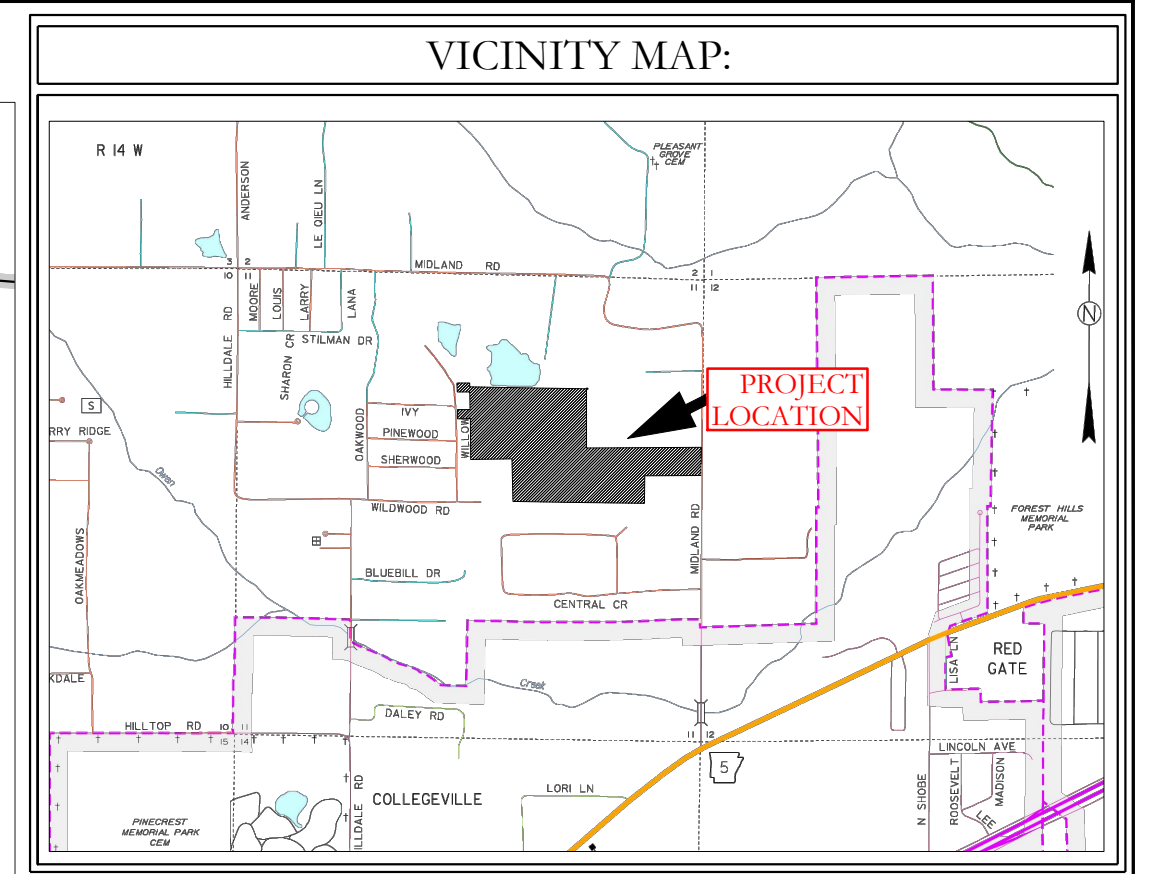 VICINITY MAP:
R 14 W
PLEASANT
GROVE
CEM
ANDERSON
LE QIEU LN
3 2
10 11
MIDLAND RD
2 1
11 12
HILLDALE RD
MOORE
LOUIS
LARRY
LANA
SHARON CR
STILMAN DR
N
PROJECT
LOCATION
S
RRY RIDGE
OAKWOOD
IVY
PINEWOOD
SHERWOOD
WILLOW
WILDWOOD RD
Owen
OAKMEADOWS
MIDLAND RD
FOREST HILLS
MEMORIAL
PARK
BLUEBILL DR
CENTRAL CR
LISA LN
RED
GATE
KDALE
Creek
DALEY RD
HILLTOP RD
10 11
15 14
11 12
5
LINCOLN AVE
COLLEGEVILLE
LORI LN
ILLDALE RD
N SHOBE
ROOSEVELT
MADISON
LEE
PINECREST
MEMORIAL PARK
CEM